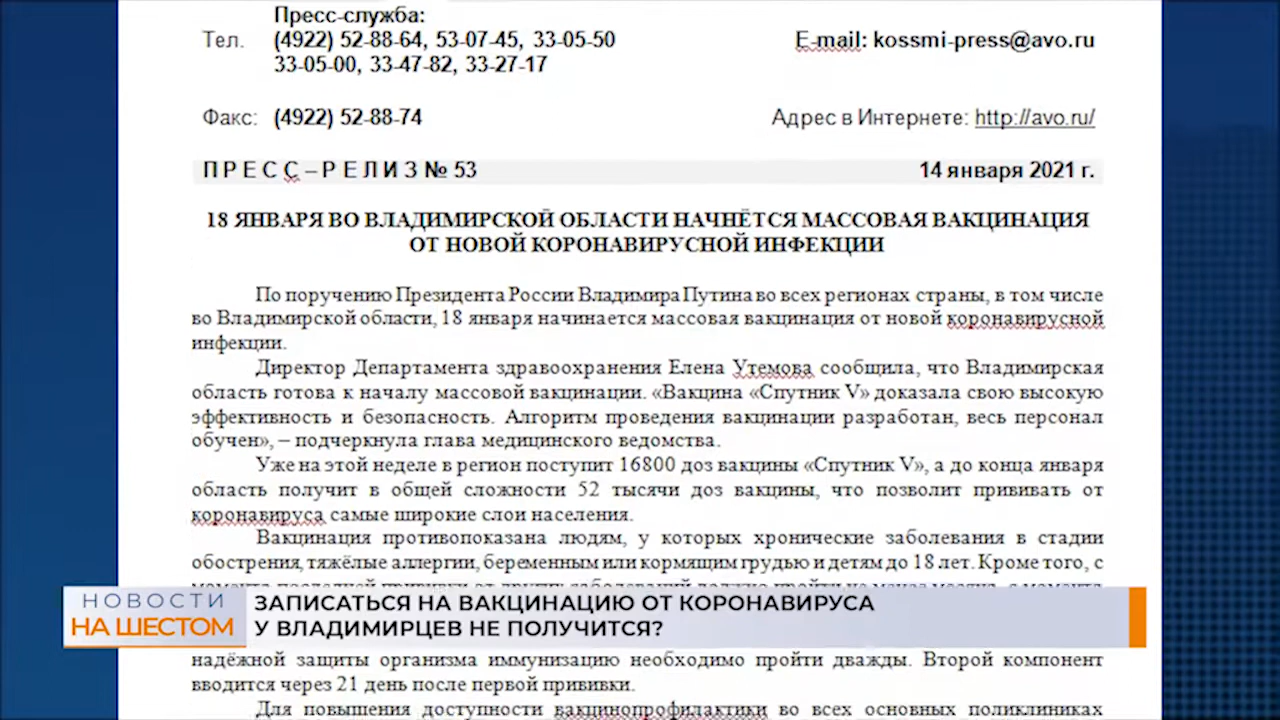 Пресс-служба:
Тел. (4922) 52-88-64, 53-07-45, 33-05-50 E-mail: kossmi-press@avo.ru
33-05-00, 33-47-82, 33-27-17
Факс: (4922) 52-88-74 Адрес в Интернете: http://avo.ru/
П Р Е С С – Р Е Л И З № 53 14 января 2021 г.
18 ЯНВАРЯ ВО ВЛАДИМИРСКОЙ ОБЛАСТИ НАЧНЁТСЯ МАССОВАЯ ВАКЦИНАЦИЯ
ОТ НОВОЙ КОРОНАВИРУСНОЙ ИНФЕКЦИИ
По поручению Президента России Владимира Путина во всех регионах страны, в том числе
во Владимирской области, 18 января начинается массовая вакцинация от новой коронавирусной
инфекции.
Директор Департамента здравоохранения Елена Утемова сообщила, что Владимирская
область готова к началу массовой вакцинации. «Вакцина «Спутник V» доказала свою высокую
эффективность и безопасность. Алгоритм проведения вакцинации разработан, весь персонал
обучен», – подчеркнула глава медицинского ведомства.
Уже на этой неделе в регион поступит 16800 доз вакцины «Спутник V», а до конца января
область получит в общей сложности 52 тысячи доз вакцины, что позволит прививать от
коронавируса самые широкие слои населения.
Вакцинация противопоказана людям, у которых хронические заболевания в стадии
обострения, тяжёлые аллергии, беременным или кормящим грудью и детям до 18 лет. Кроме того, с
НОВОСТИ
НА ШЕСТОМ
ЗАПИСАТЬСЯ НА ВАКЦИНАЦИЮ ОТ КОРОНАВИРУСА
У ВЛАДИМИРЦЕВ НЕ ПОЛУЧИТСЯ?
надёжной защиты организма иммунизацию необходимо пройти дважды. Второй компонент
вводится через 21 день после первой прививки.
Для повышения доступности вакцинопрофилактики во всех основных поликлиниках